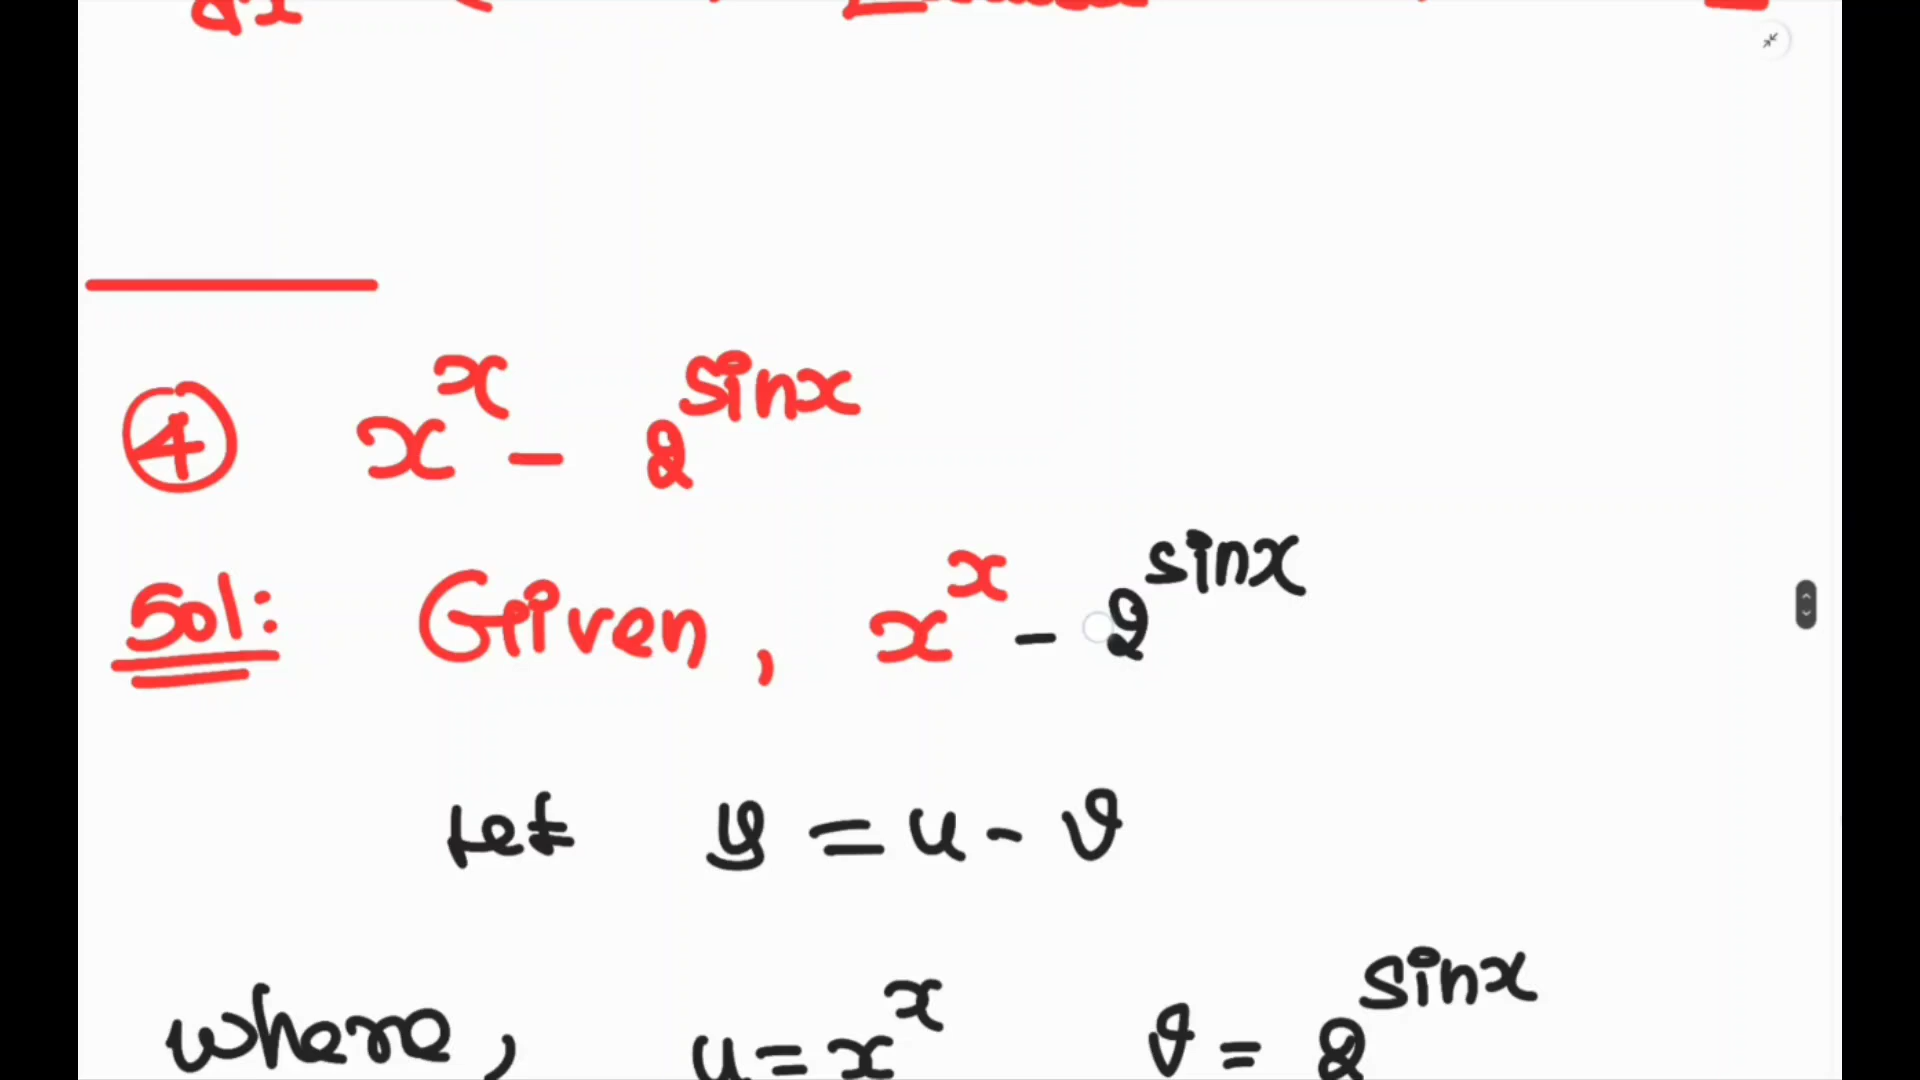 ④ x^x - 2^sinx
Sol: Given, x^x - 2^sinx
Let y = u - v
where, u = x^x v = 2^sinx